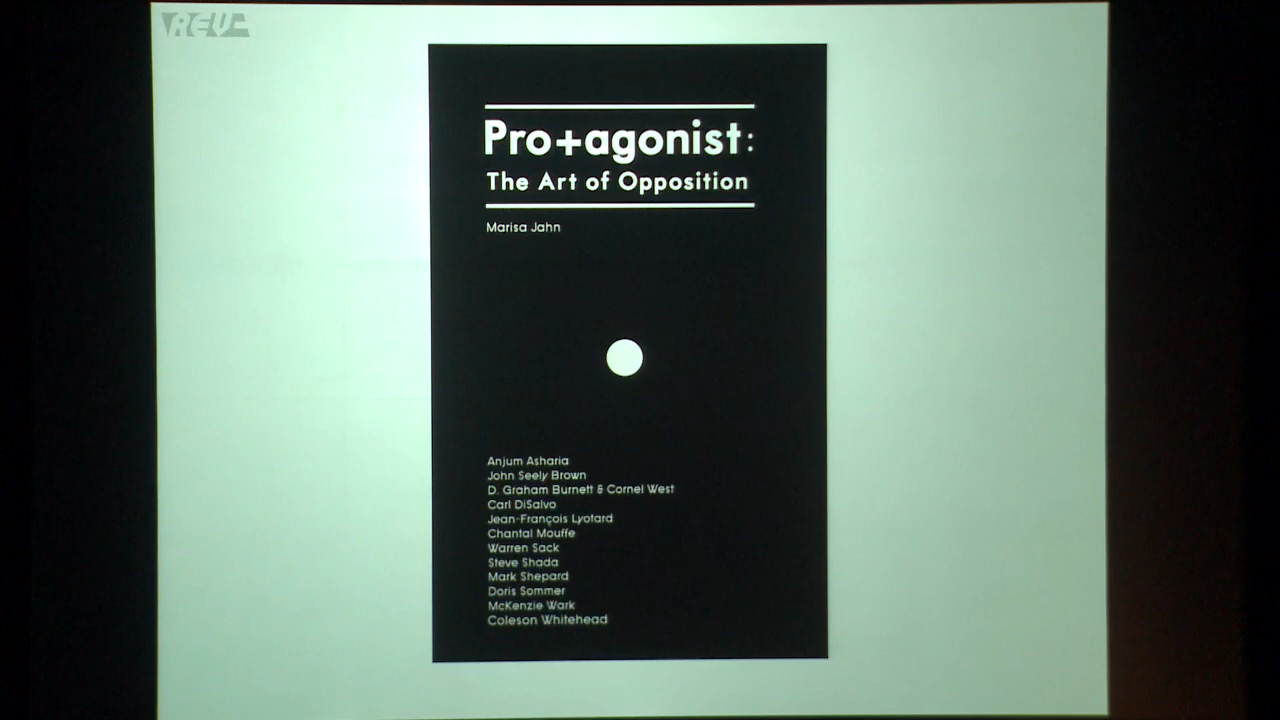 REV-
Pro+agonist:
The Art of Opposition
Marisa Jahn
Anjum Asharia
John Seely Brown
D. Graham Burnett & Cornel West
Carl DiSalvo
Jean-François Lyotard
Chantal Mouffe
Warren Sack
Steve Shada
Mark Shepard
Doris Sommer
McKenzie Wark
Coleson Whitehead